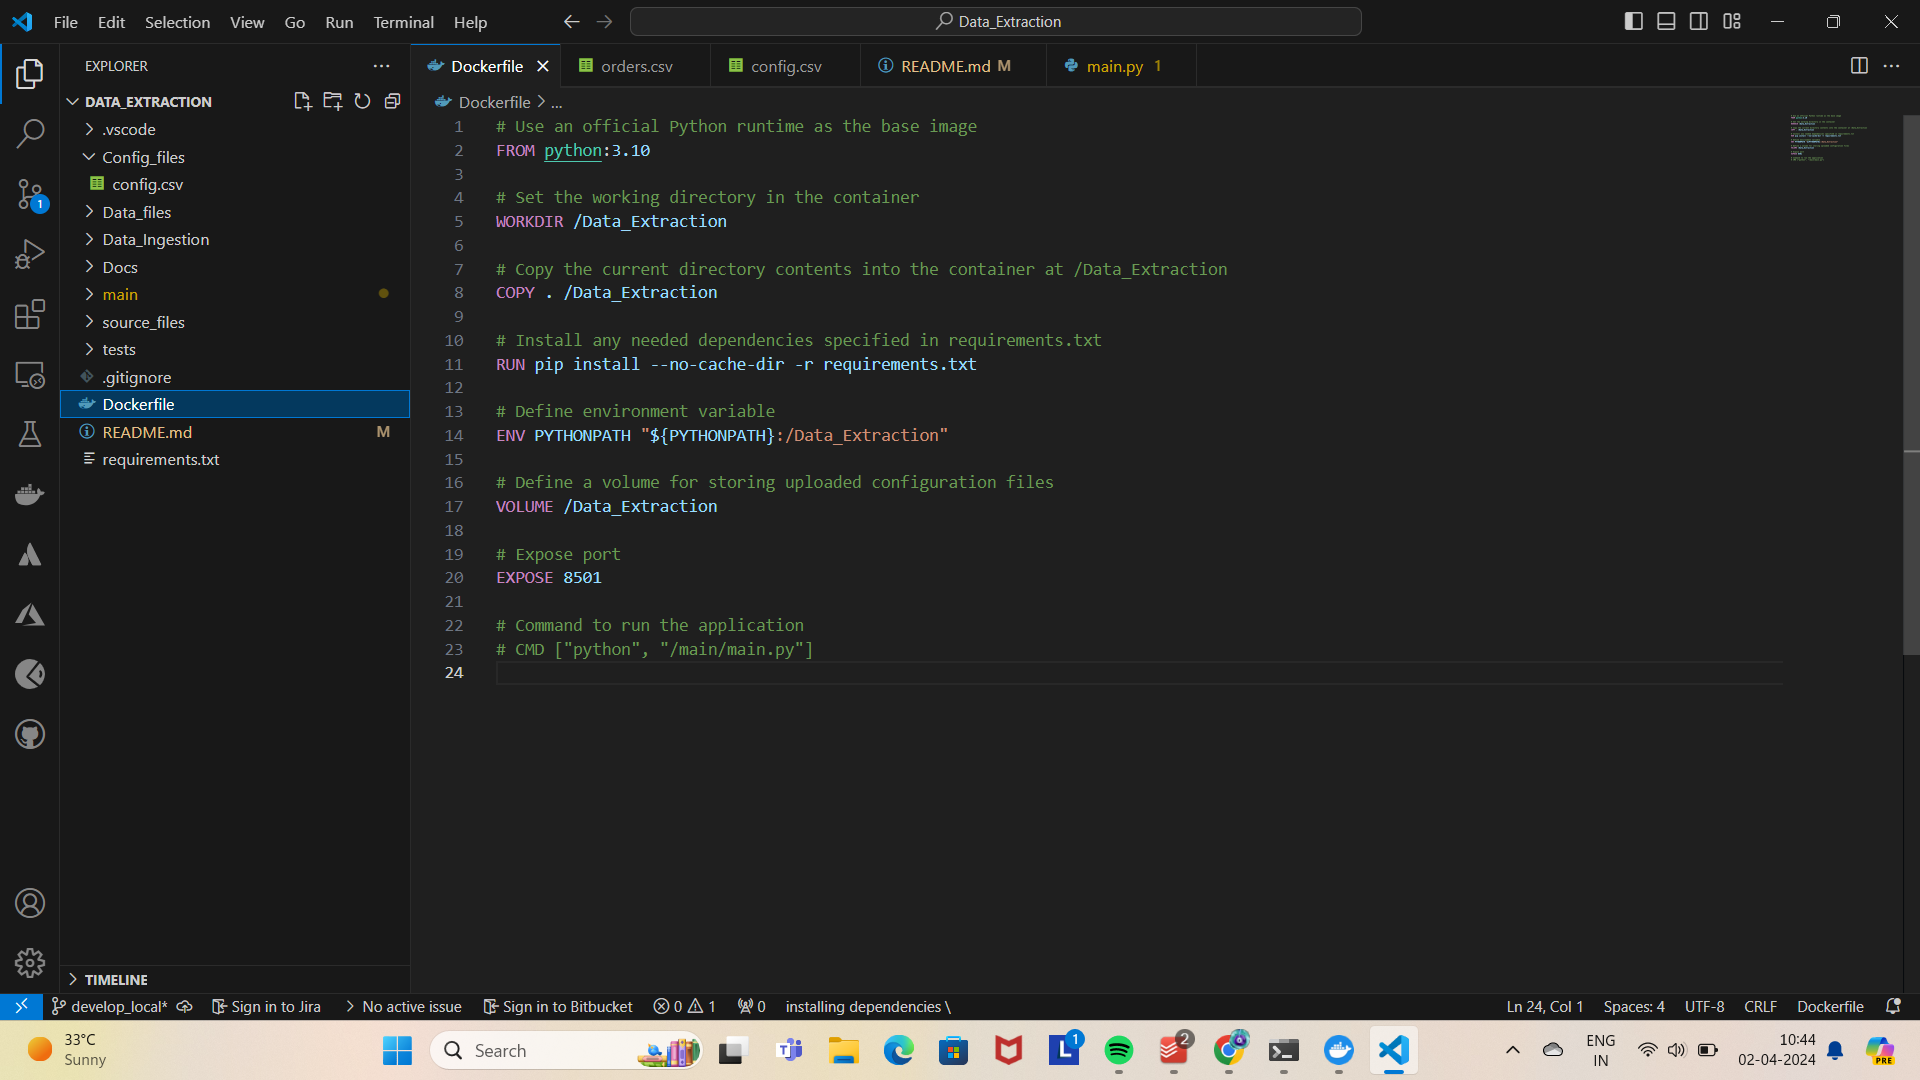 File Edit Selection View Go Run Terminal Help
Data_Extraction
EXPLORER
DATA_EXTRACTION
.vscode
Config_files
config.csv
Data_files
Data_Ingestion
Docs
main
source_files
tests
.gitignore
Dockerfile
README.md M
requirements.txt
TIMELINE
1
Dockerfile orders.csv config.csv README.md M main.py 1
Dockerfile > ...
1 # Use an official Python runtime as the base image
2 FROM python:3.10
3
4 # Set the working directory in the container
5 WORKDIR /Data_Extraction
6
7 # Copy the current directory contents into the container at /Data_Extraction
8 COPY . /Data_Extraction
9
10 # Install any needed dependencies specified in requirements.txt
11 RUN pip install --no-cache-dir -r requirements.txt
12
13 # Define environment variable
14 ENV PYTHONPATH "${PYTHONPATH}:/Data_Extraction"
15
16 # Define a volume for storing uploaded configuration files
17 VOLUME /Data_Extraction
18
19 # Expose port
20 EXPOSE 8501
21
22 # Command to run the application
23 # CMD ["python", "/main/main.py"]
24
develop_local* Sign in to Jira > No active issue Sign in to Bitbucket 0 1 0 installing dependencies \ Ln 24, Col 1 Spaces: 4 UTF-8 CRLF Dockerfile
33°C
Sunny
Search
T
L
1
2
ENG
IN
10:44
02-04-2024
PRE